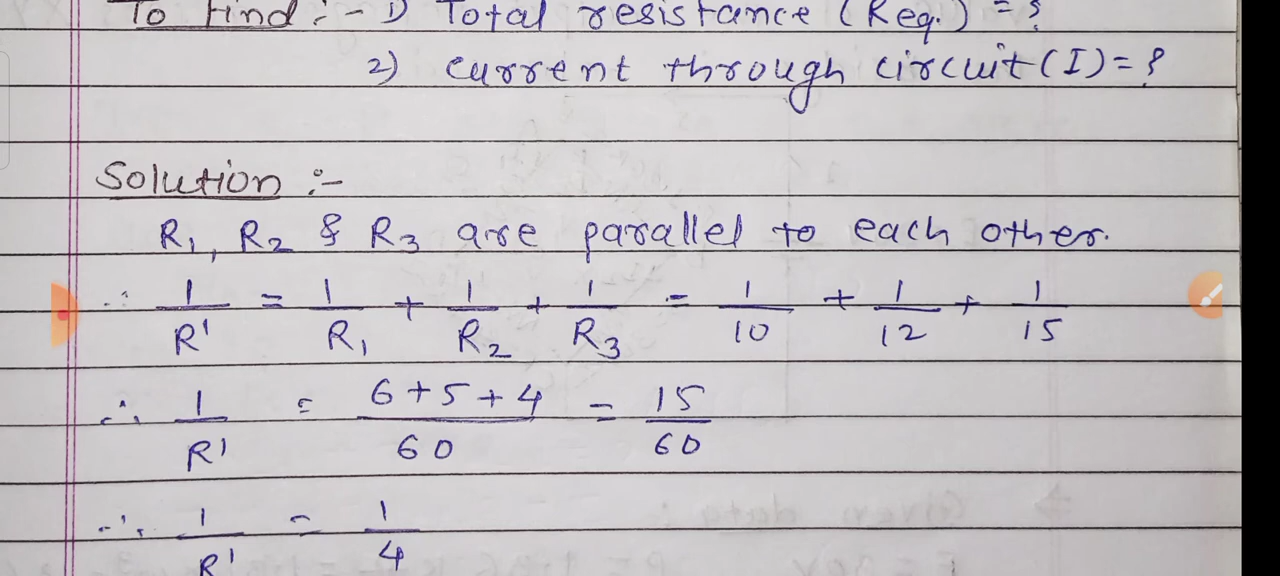 To Find :- 1) Total resistance (Req.) = ?
2) current through circuit (I) = ?
Solution :-
R1, R2 & R3 are parallel to each other.
∴ 1/R' = 1/R1 + 1/R2 + 1/R3 = 1/10 + 1/12 + 1/15
∴ 1/R' = 6+5+4/60 = 15/60
∴ 1/R' = 1/4